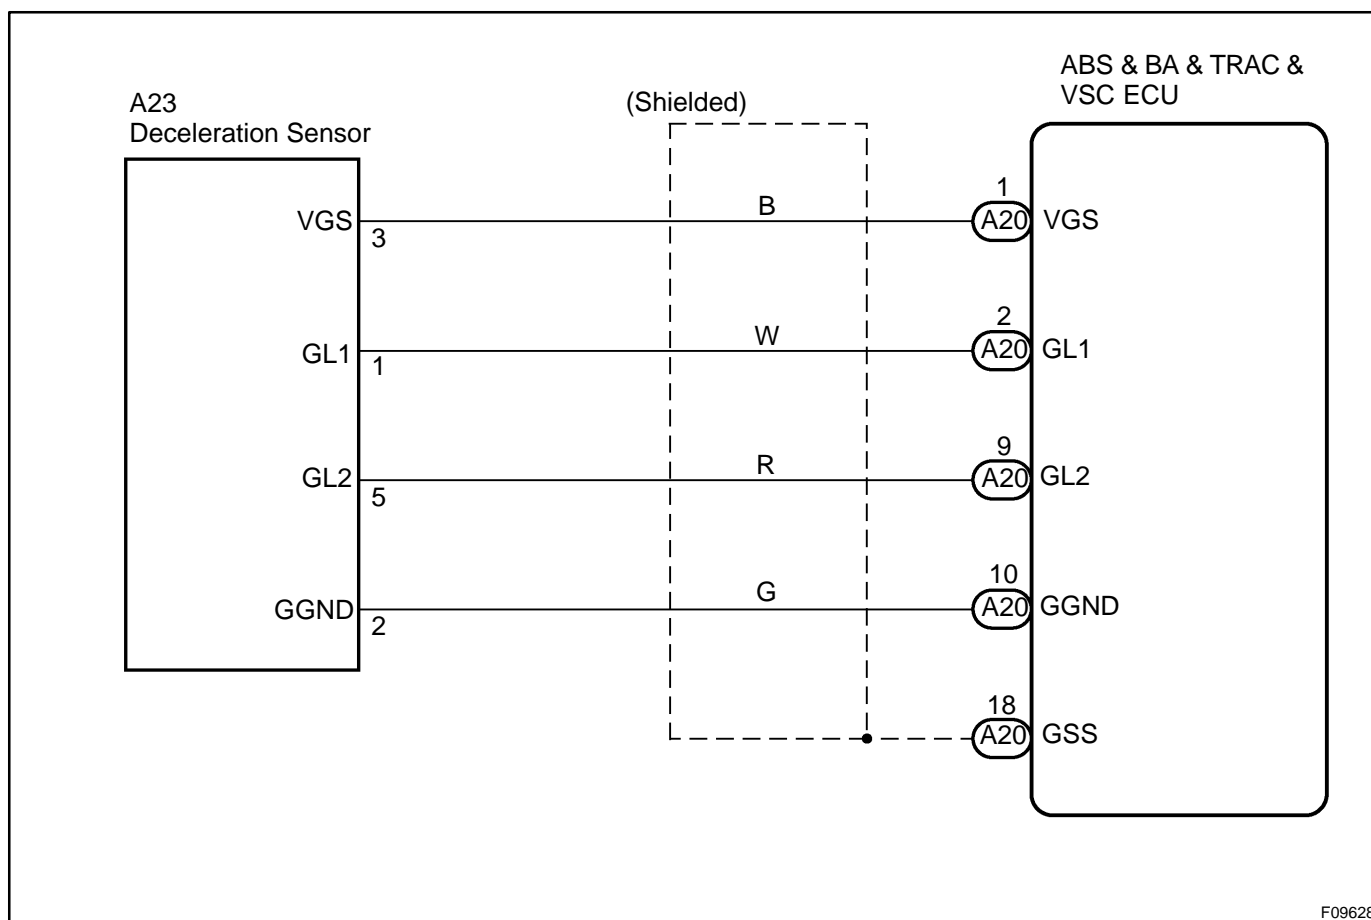 ABS & BA & TRAC &
VSC ECU
A23
Deceleration Sensor
(Shielded)
VGS
3
B
1
A20
VGS
GL1
1
W
2
A20
GL1
GL2
5
R
9
A20
GL2
GGND
2
G
10
A20
GGND
18
A20
GSS
F09628